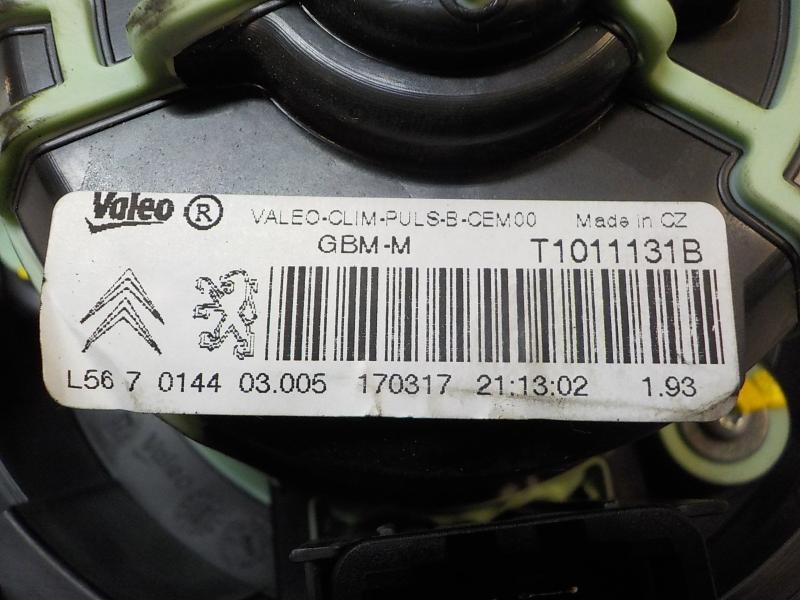 Valeo ® VALEO-CLIM-PULS-B-CEM00 Made in CZ
GBM-M T1011131B
L56 7 0144 03.005 170317 21:13:02 1.93
Valeo